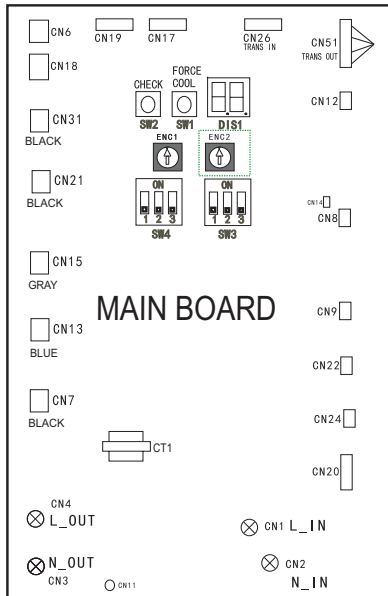 CN6
CN19
CN17
CN26
TRANS IN
CN51
TRANS OUT
CN18
CHECK
FORCE
COOL
SW2
SW1
DIS1
CN12
CN31
BLACK
ENC1
ENC2
CN21
BLACK
ON
1 2 3
SW4
ON
1 2 3
SW3
CN14
CN8
CN15
GRAY
MAIN BOARD
CN9
CN13
BLUE
CN22
CN7
BLACK
CN24
CT1
CN20
CN4
L_OUT
CN1 L_IN
N_OUT
CN3
CN11
CN2
N_IN